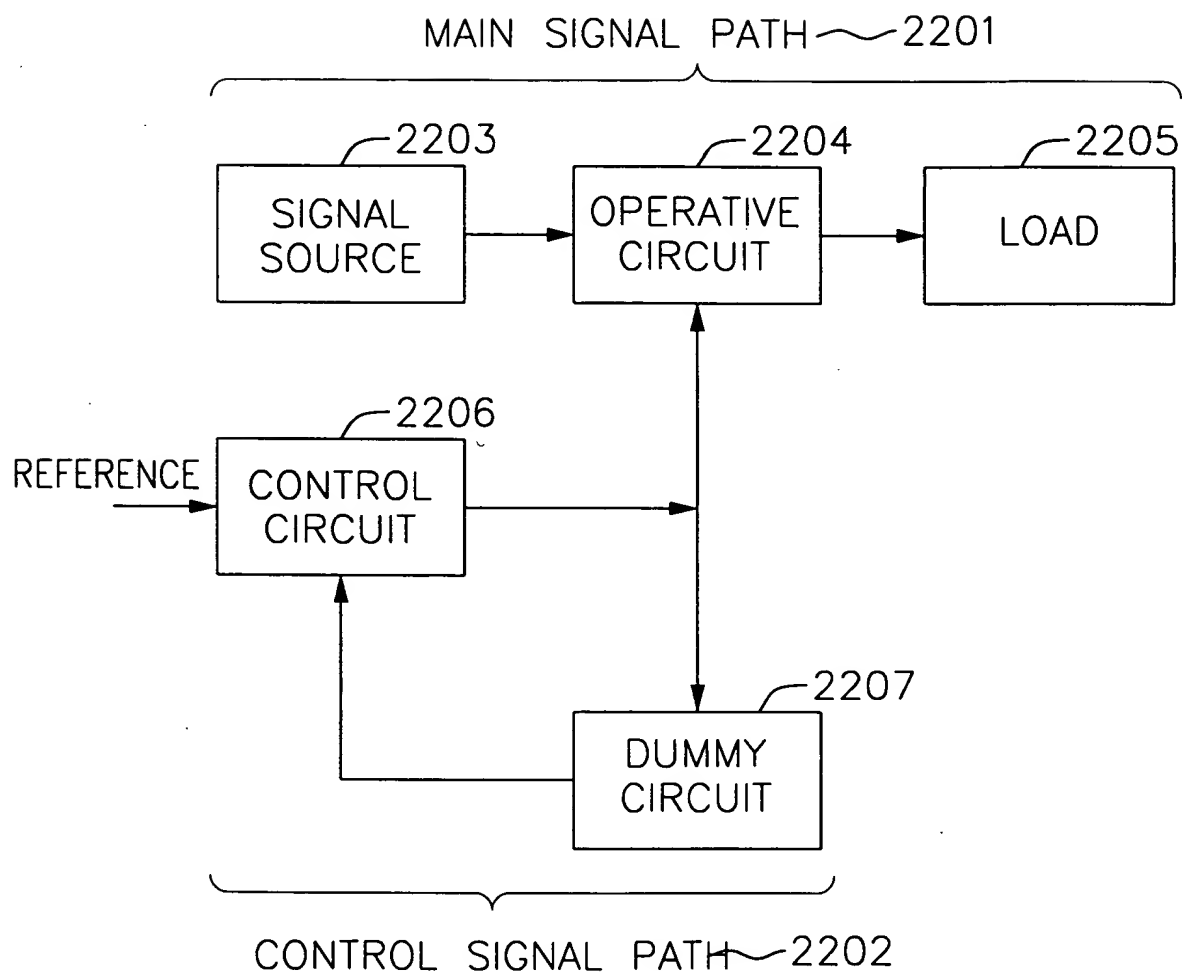 MAIN SIGNAL PATH 2201
2203
2204
2205
SIGNAL
SOURCE
OPERATIVE
CIRCUIT
LOAD
2206
REFERENCE
CONTROL
CIRCUIT
2207
DUMMY
CIRCUIT
CONTROL SIGNAL PATH 2202